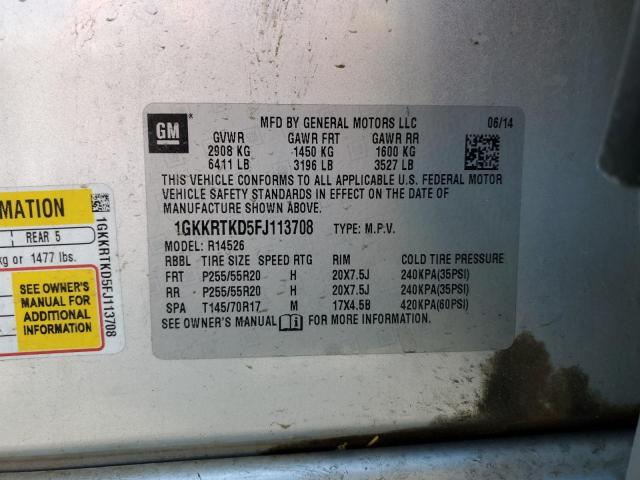 GM
MFD BY GENERAL MOTORS LLC 06/14
GVWR GAWR FRT GAWR RR
2908 KG 1450 KG 1600 KG
6411 LB 3196 LB 3527 LB
THIS VEHICLE CONFORMS TO ALL APPLICABLE U.S. FEDERAL MOTOR
VEHICLE SAFETY STANDARDS IN EFFECT ON THE DATE OF
MANUFACTURE SHOWN ABOVE.
1GKKRTKD5FJ113708 TYPE: M.P.V.
MODEL: R14526
RBBL TIRE SIZE SPEED RTG RIM COLD TIRE PRESSURE
FRT P255/55R20 H 20X7.5J 240KPA(35PSI)
RR P255/55R20 H 20X7.5J 240KPA(35PSI)
SPA T145/70R17 M 17X4.5B 420KPA(60PSI)
SEE OWNER'S MANUAL i FOR MORE INFORMATION.
MATION
REAR 5
kg or 1477 lbs.
SEE OWNER'S
MANUAL FOR
ADDITIONAL
INFORMATION
1GKKRTKD5FJ113708